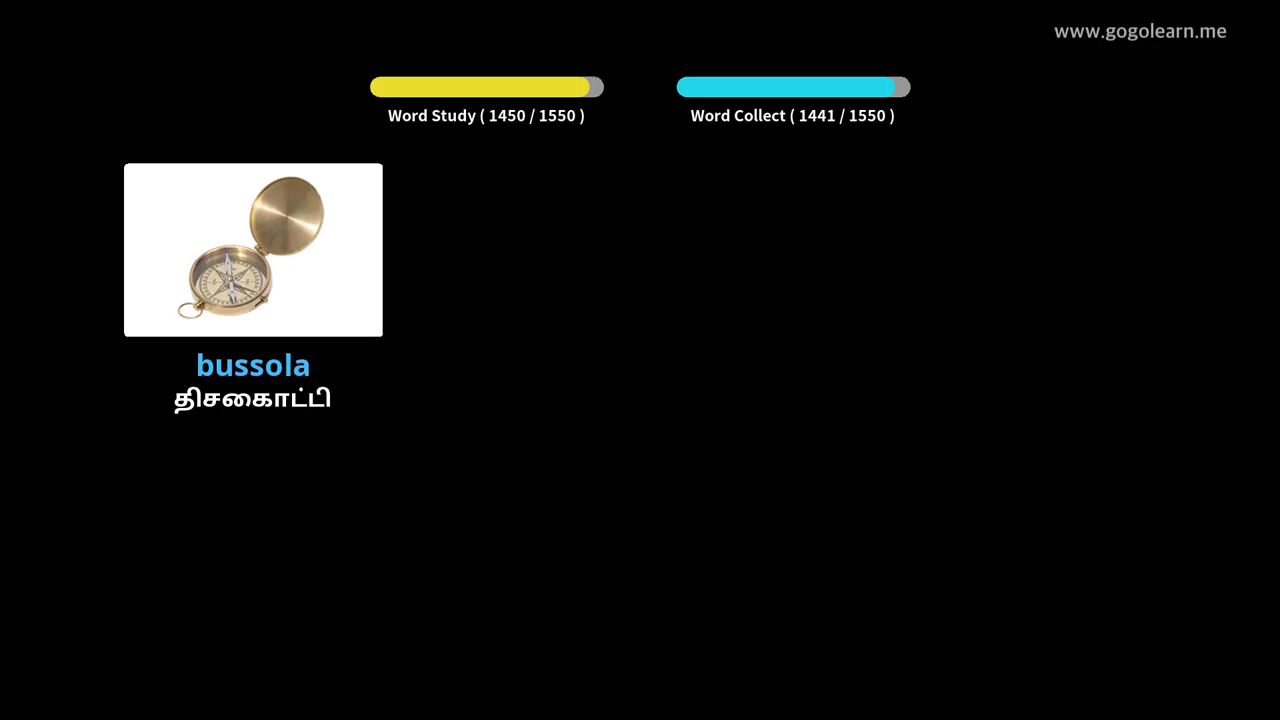 www.gogolearn.me
Word Study ( 1450 / 1550 )
Word Collect ( 1441 / 1550 )
bussola
திசைகாட்டி